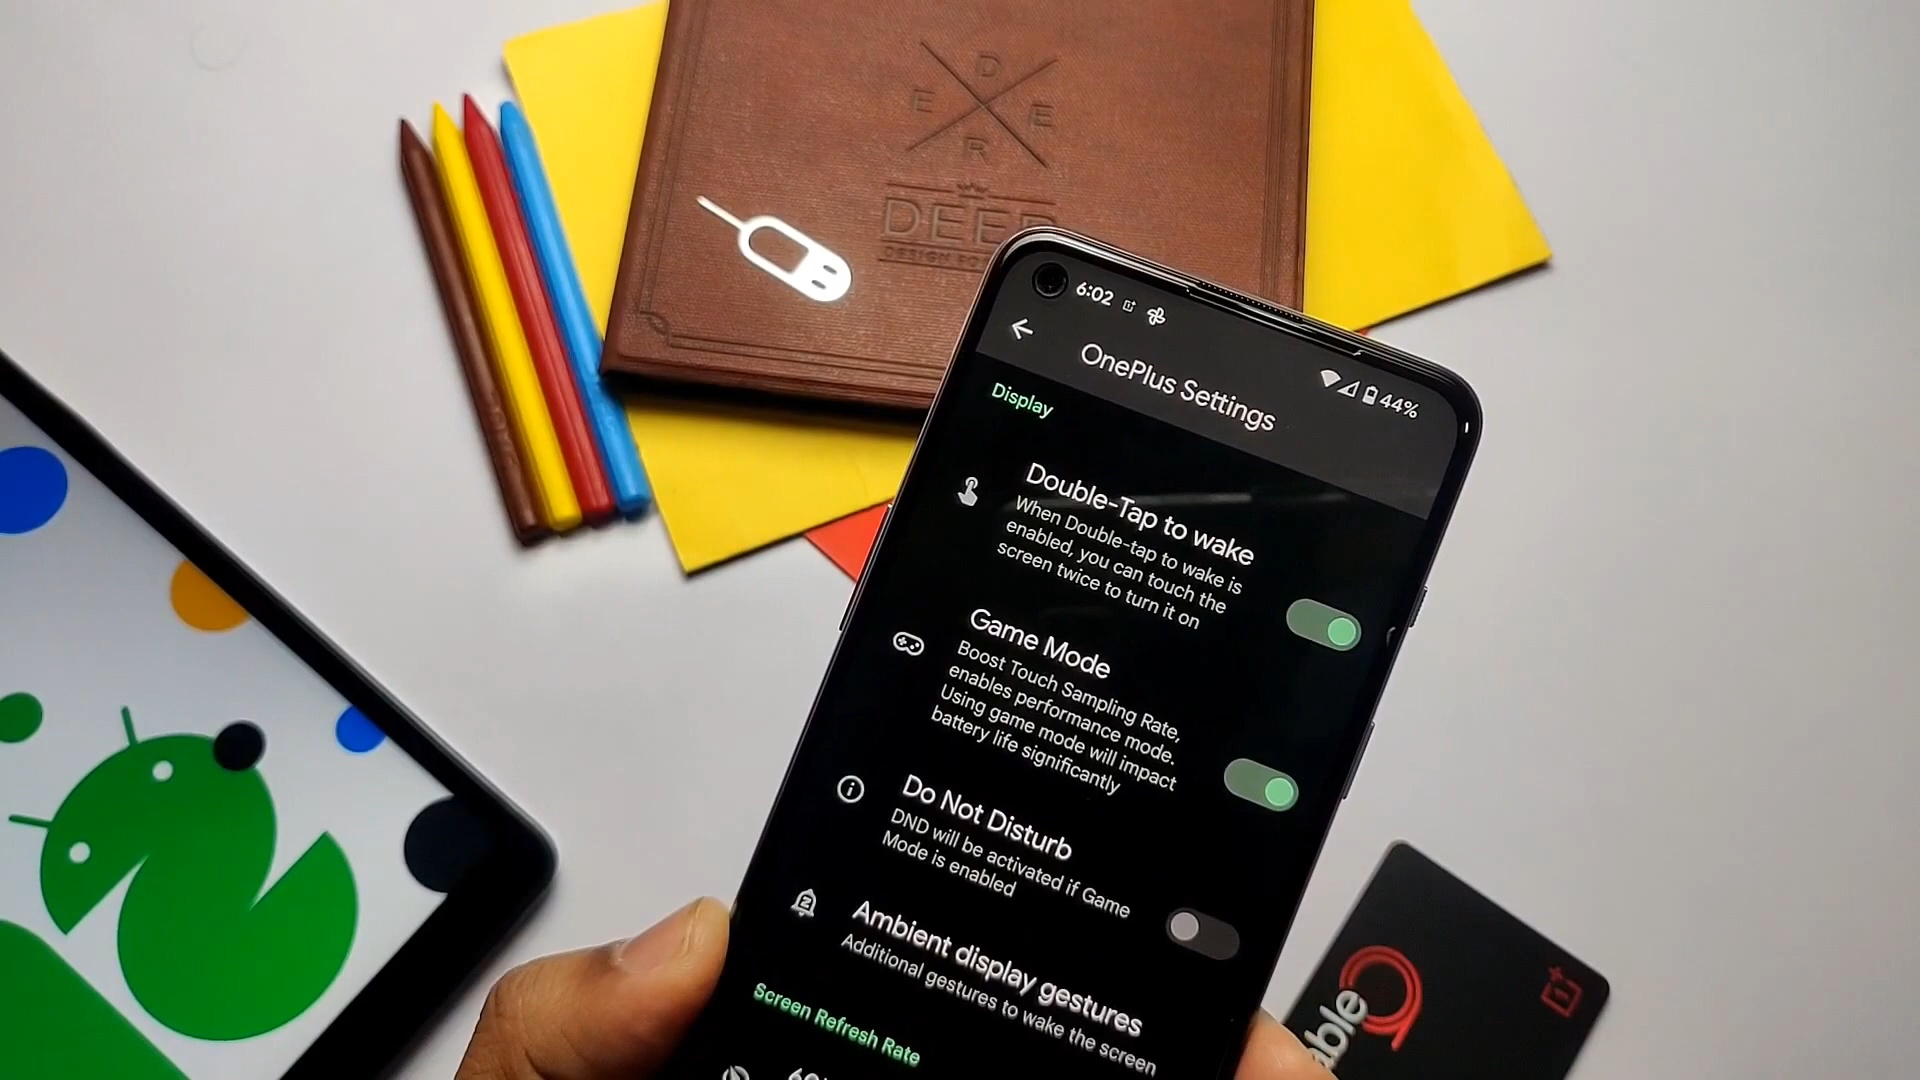 D
E E
R
DEER
6:02
44%
OnePlus Settings
Display
Double-Tap to wake
When Double-tap to wake is
enabled, you can touch the
screen twice to turn it on
Game Mode
Boost Touch Sampling Rate,
enables performance mode.
Using game mode will impact
battery life significantly
Do Not Disturb
DND will be activated if Game
Mode is enabled
Ambient display gestures
Additional gestures to wake the screen
Screen Refresh Rate
able
1+